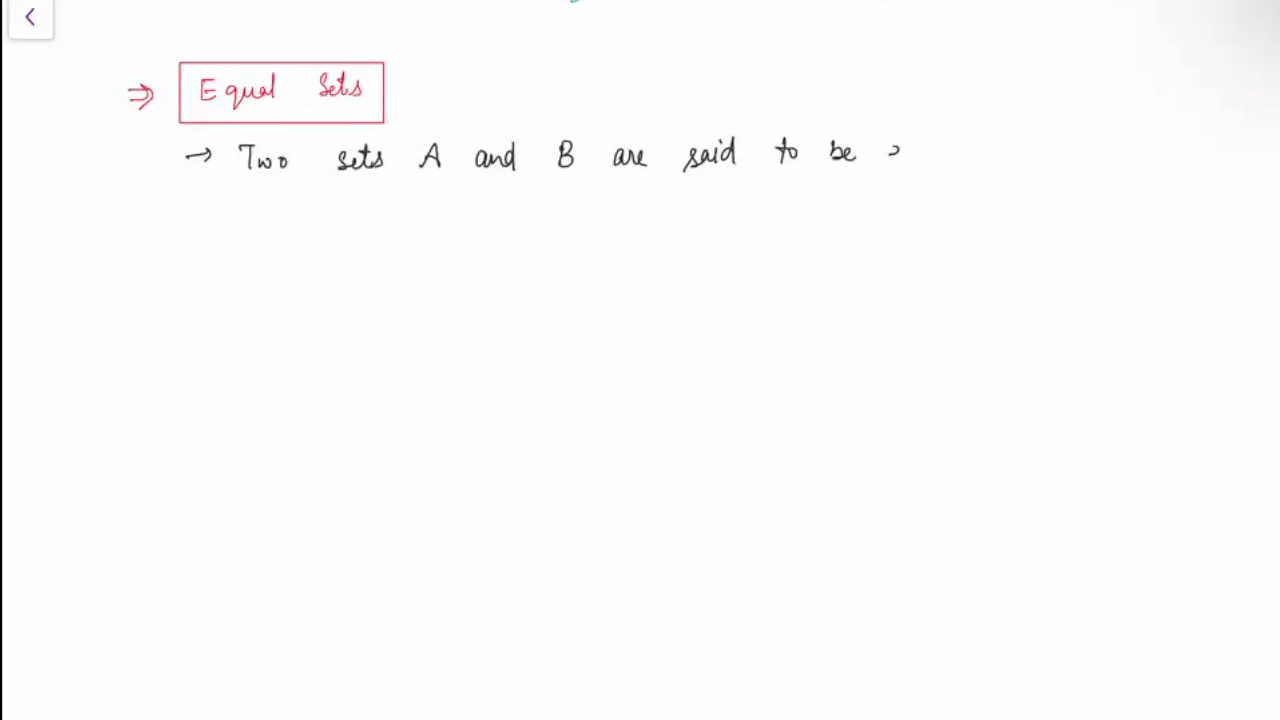 ⇒ Equal Sets
→ Two sets A and B are said to be